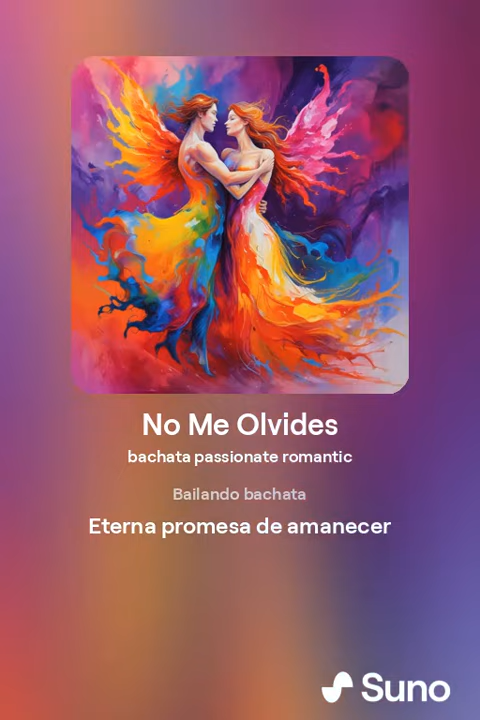 No Me Olvides
bachata passionate romantic
Bailando bachata
Eterna promesa de amanecer
Suno